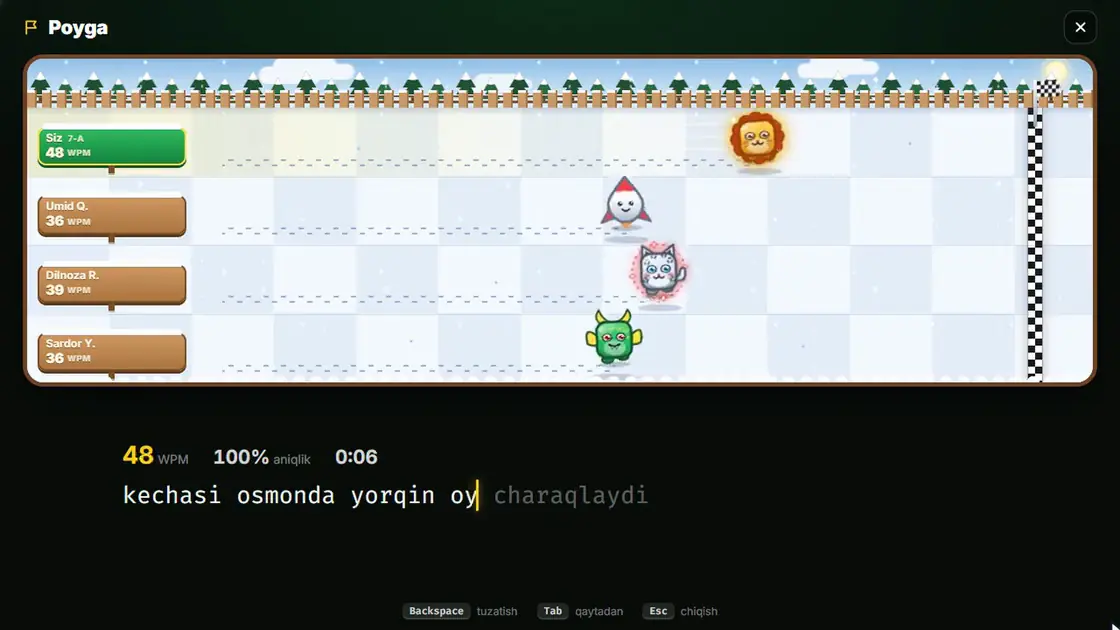 Poyga
Siz 7-A
48 WPM
Umid Q.
36 WPM
Dilnoza R.
39 WPM
Sardor Y.
36 WPM
48 WPM 100% aniqlik 0:06
kechasi osmonda yorqin oy charaqlaydi
Backspace tuzatish Tab qaytadan Esc chiqish